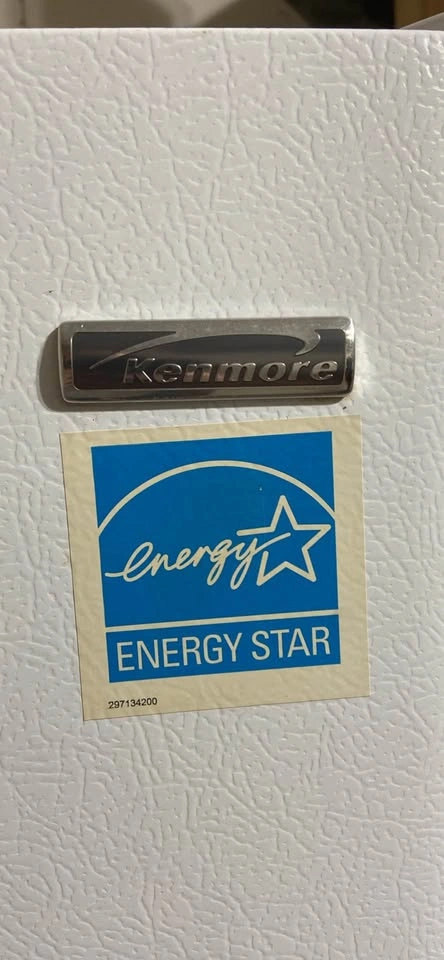 Kenmore
energy
ENERGY STAR
297134200